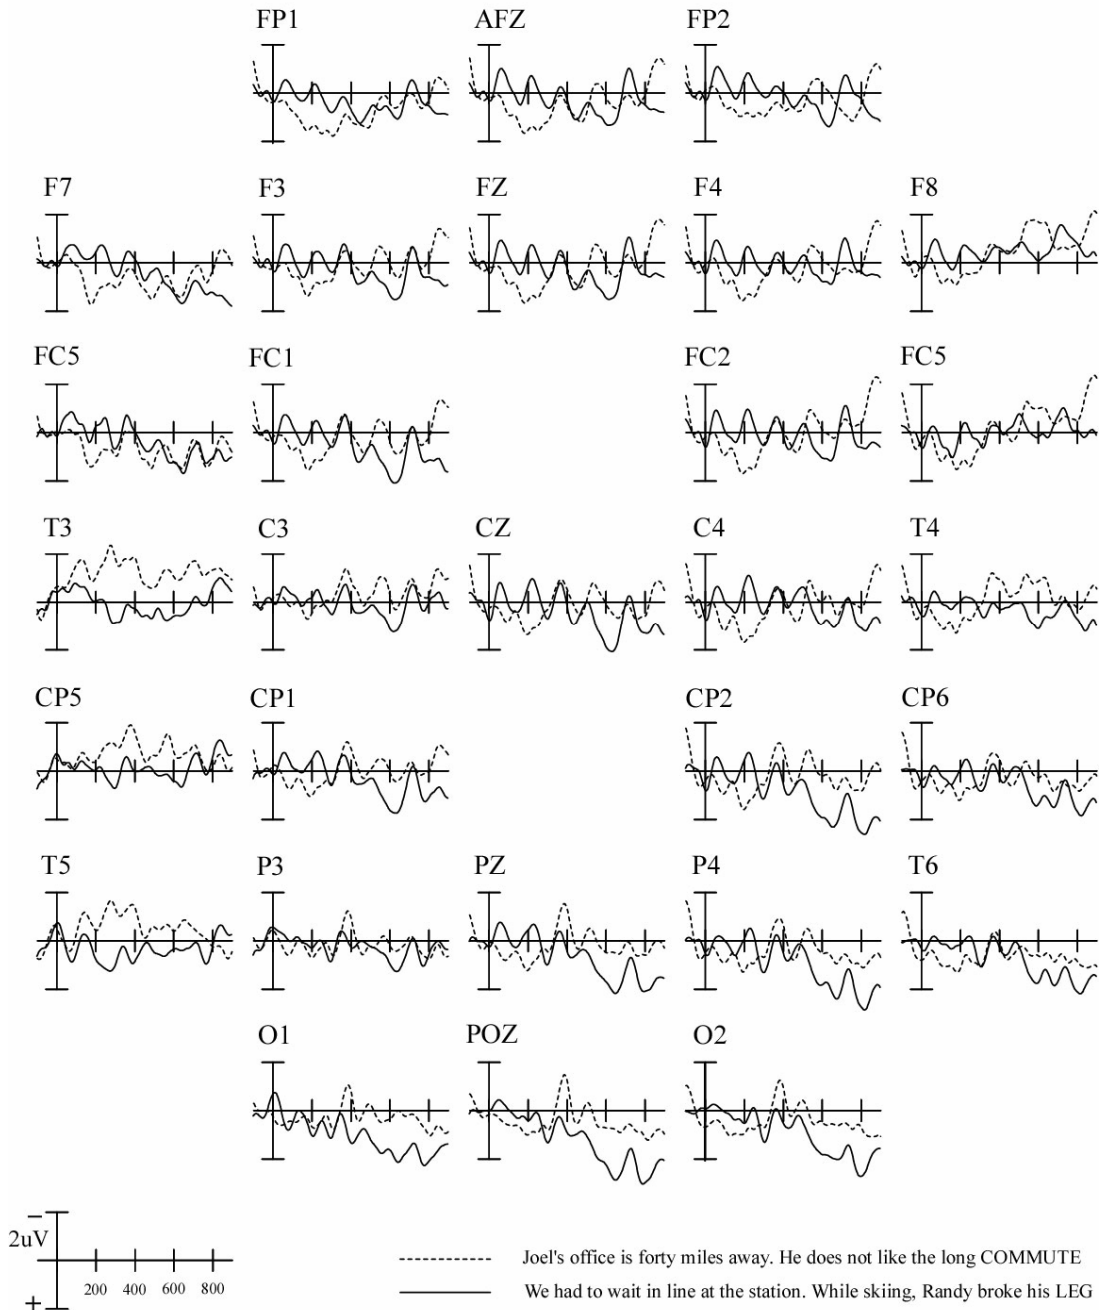 FP1 AFZ FP2
F7 F3 FZ F4 F8
FC5 FC1 FC2 FC5
T3 C3 CZ C4 T4
CP5 CP1 CP2 CP6
T5 P3 PZ P4 T6
O1 POZ O2
−
2uV
+
200 400 600 800
Joel's office is forty miles away. He does not like the long COMMUTE
We had to wait in line at the station. While skiing, Randy broke his LEG